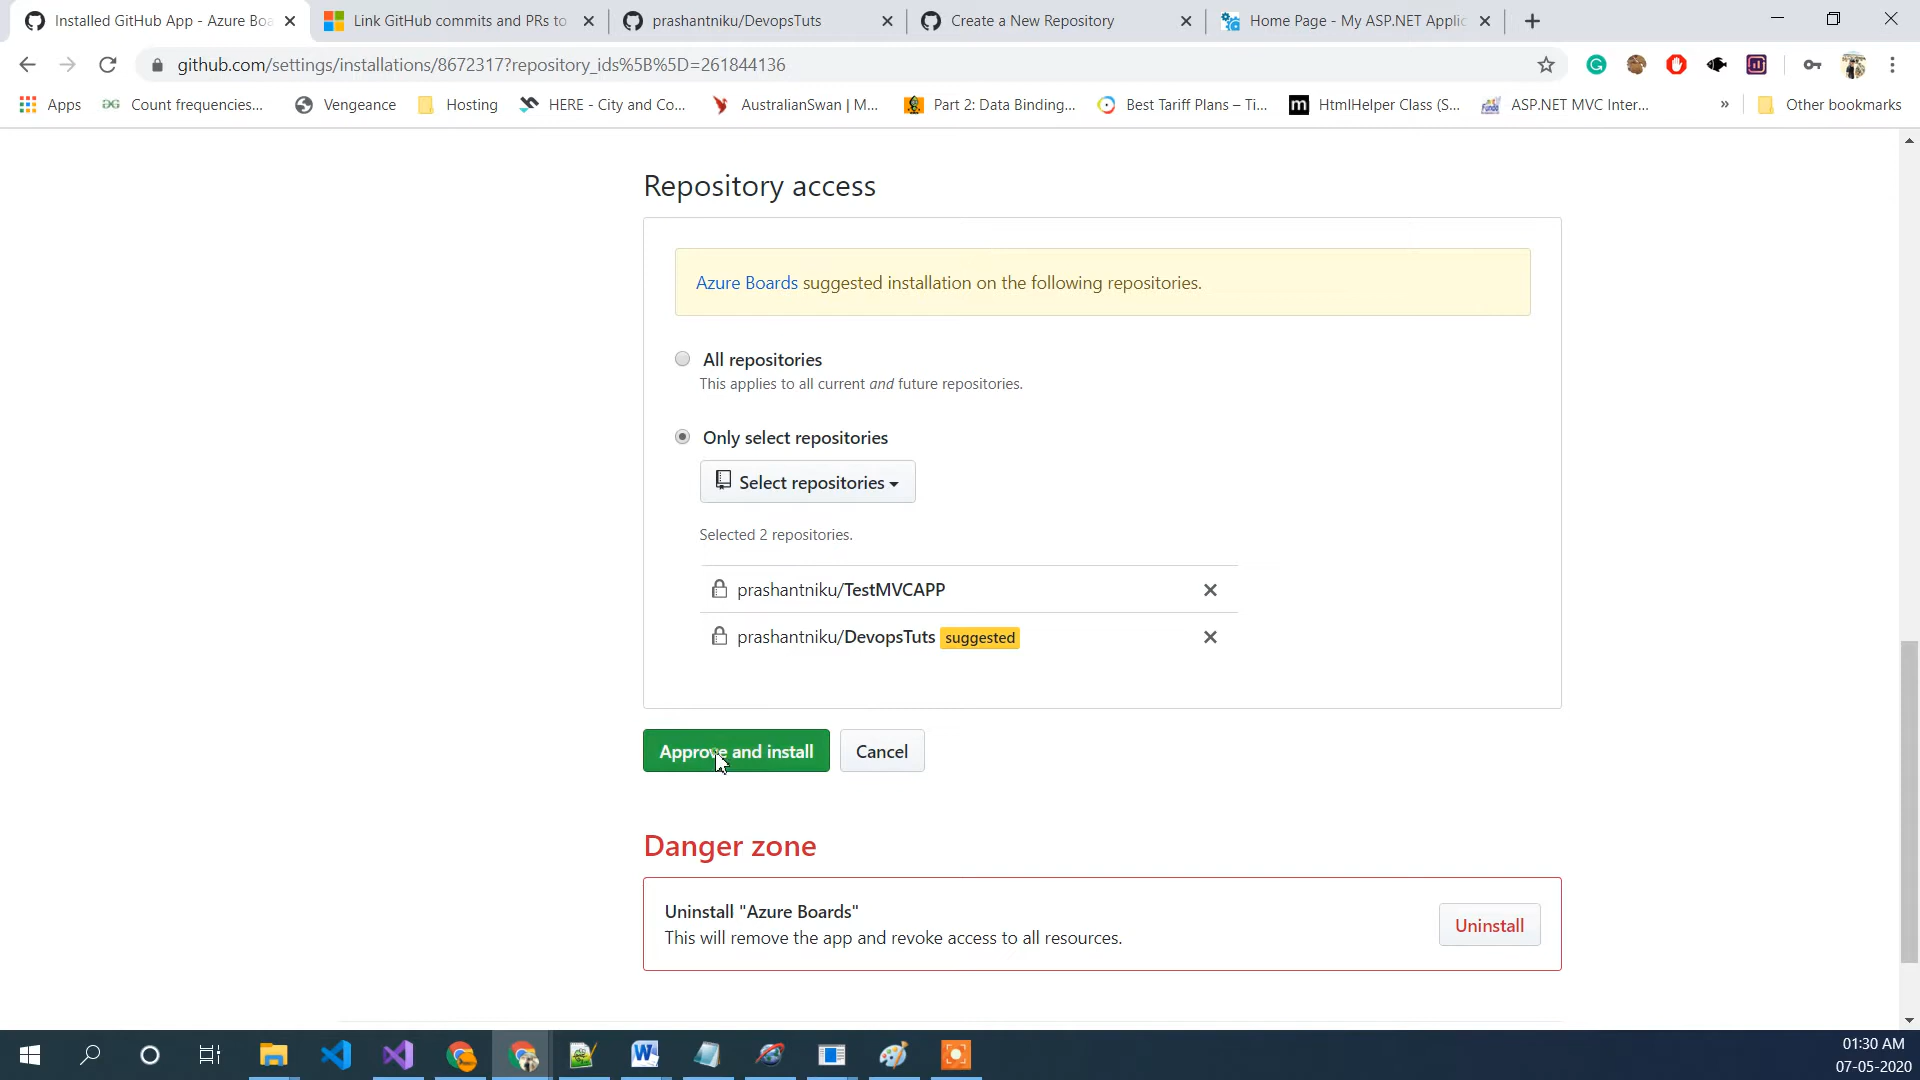 Installed GitHub App - Azure Boa
Link GitHub commits and PRs to
prashantniku/DevopsTuts
Create a New Repository
Home Page - My ASP.NET Applic
github.com/settings/installations/8672317?repository_ids%5B%5D=261844136
Apps
Count frequencies...
Vengeance
Hosting
HERE - City and Co...
AustralianSwan | M...
Part 2: Data Binding...
Best Tariff Plans – Ti...
HtmlHelper Class (S...
ASP.NET MVC Inter...
»
Other bookmarks
Repository access
Azure Boards suggested installation on the following repositories.
All repositories
This applies to all current and future repositories.
Only select repositories
Select repositories
Selected 2 repositories.
prashantniku/TestMVCAPP
prashantniku/DevopsTuts suggested
Approve and install
Cancel
Danger zone
Uninstall "Azure Boards"
This will remove the app and revoke access to all resources.
Uninstall
01:30 AM
07-05-2020